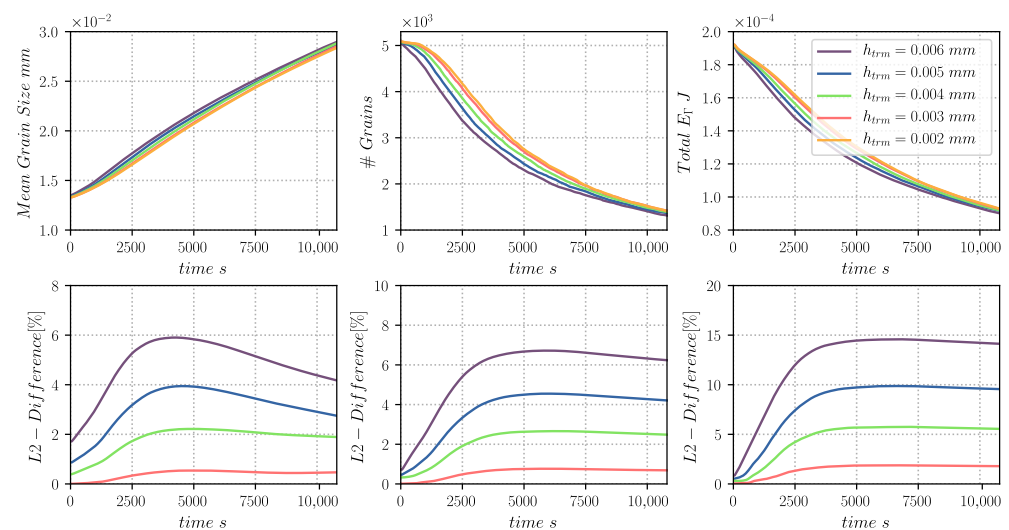 ×10⁻²
3.0
2.5
2.0
1.5
1.0
Mean Grain Size mm
0 2500 5000 7500 10,000
time s
×10³
5
4
3
2
1
# Grains
0 2500 5000 7500 10,000
time s
×10⁻⁴
2.0
1.8
1.6
1.4
1.2
1.0
0.8
Total E_Γ J
0 2500 5000 7500 10,000
time s
h_trm = 0.006 mm
h_trm = 0.005 mm
h_trm = 0.004 mm
h_trm = 0.003 mm
h_trm = 0.002 mm
8
6
4
2
0
L2 − Difference[%]
0 2500 5000 7500 10,000
time s
10
8
6
4
2
0
L2 − Difference[%]
0 2500 5000 7500 10,000
time s
20
15
10
5
0
L2 − Difference[%]
0 2500 5000 7500 10,000
time s